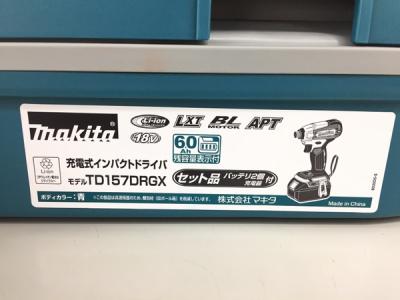 makita
Li-ion
18V
LXT BL MOTOR APT
60 Ah
残容量表示付
充電式インパクトドライバ
モデル TD157DRGX
セット品 バッテリ2個 充電器 付
Li-ion
ボディカラー：青
株式会社マキタ
Made in China